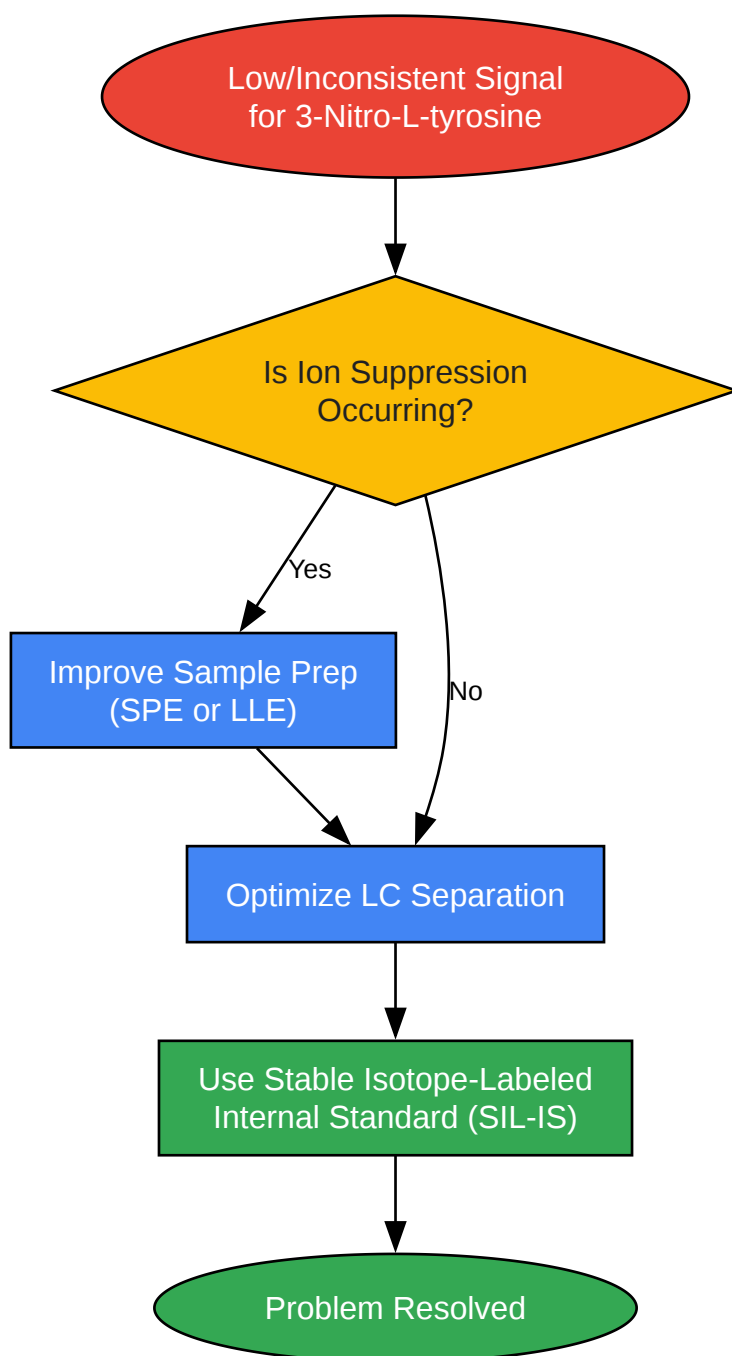 Low/Inconsistent Signal
for 3-Nitro-L-tyrosine
Is Ion Suppression
Occurring?
Yes
Improve Sample Prep
(SPE or LLE)
No
Optimize LC Separation
Use Stable Isotope-Labeled
Internal Standard (SIL-IS)
Problem Resolved